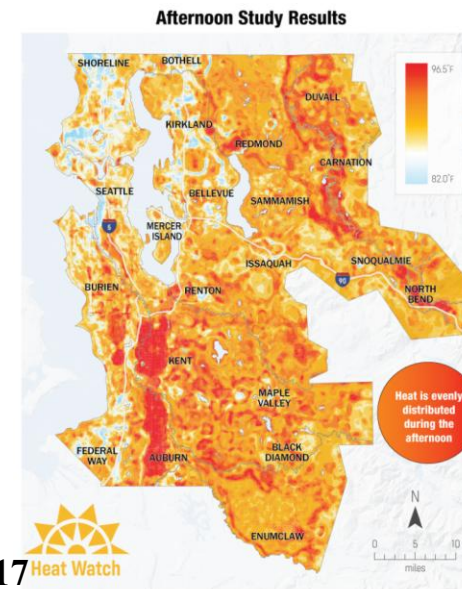 Afternoon Study Results
SHORELINE
BOTHELL
96.5°F
DUVALL
KIRKLAND
REDMOND
CARNATION
82.0°F
SEATTLE
BELLEVUE
SAMMAMISH
5
MERCER
ISLAND
ISSAQUAH
SNOQUALMIE
90
NORTH
BEND
BURIEN
RENTON
KENT
Heat is evenly
distributed
during the
afternoon
MAPLE
VALLEY
FEDERAL
WAY
AUBURN
BLACK
DIAMOND
N
ENUMCLAW
0 5 10
miles
17 Heat Watch